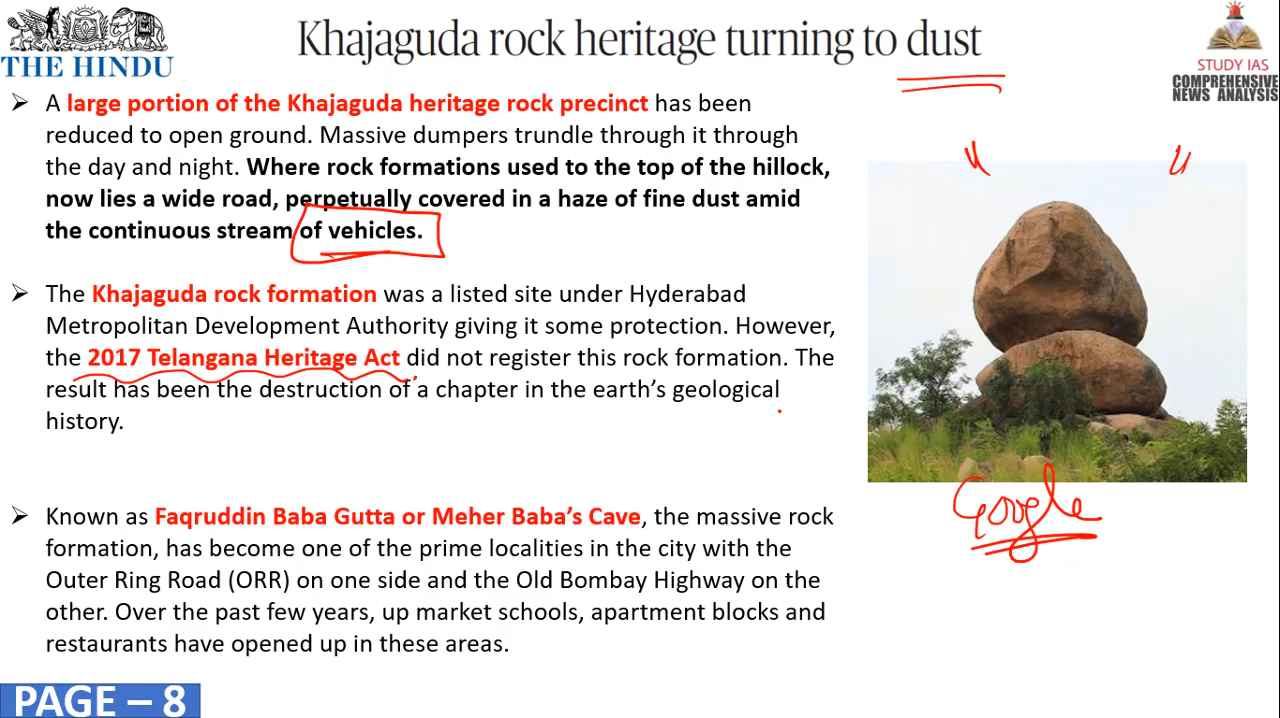 Khajaguda rock heritage turning to dust
THE HINDU
STUDY IAS
COMPREHENSIVE
NEWS ANALYSIS
➢ A large portion of the Khajaguda heritage rock precinct has been
reduced to open ground. Massive dumpers trundle through it through
the day and night. Where rock formations used to the top of the hillock,
now lies a wide road, perpetually covered in a haze of fine dust amid
the continuous stream of vehicles.
➢ The Khajaguda rock formation was a listed site under Hyderabad
Metropolitan Development Authority giving it some protection. However,
the 2017 Telangana Heritage Act did not register this rock formation. The
result has been the destruction of a chapter in the earth's geological
history.
➢ Known as Faqruddin Baba Gutta or Meher Baba's Cave, the massive rock
formation, has become one of the prime localities in the city with the
Outer Ring Road (ORR) on one side and the Old Bombay Highway on the
other. Over the past few years, up market schools, apartment blocks and
restaurants have opened up in these areas.
Google
PAGE – 8